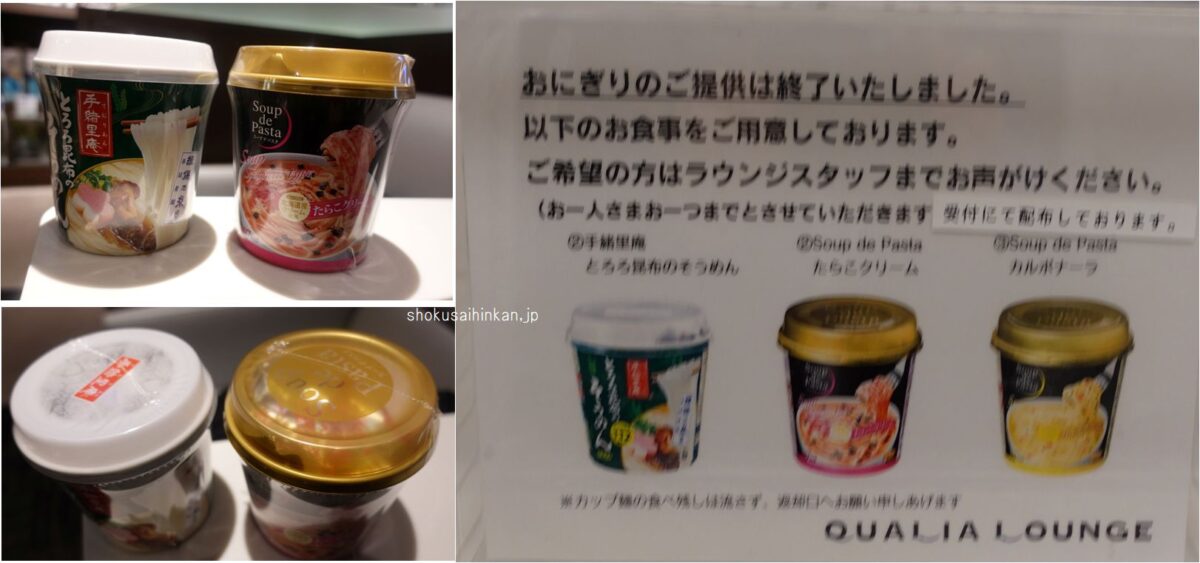 手緒里庵
とろろ昆布の
Soup
de
Pasta
たらこクリーム
shokusaihinkan.jp
おにぎりのご提供は終了いたしました。
以下のお食事をご用意しております。
ご希望の方はラウンジスタッフまでお声がけください。
(お一人さまお一つまでとさせていただきます
受付にて配布しております。
②手緒里庵
とろろ昆布のそうめん
②Soup de Pasta
たらこクリーム
③Soup de Pasta
カルボナーラ
※カップ麺の食べ残しは流さず、返却口へお願い申しあげます
QUALIA LOUNGE